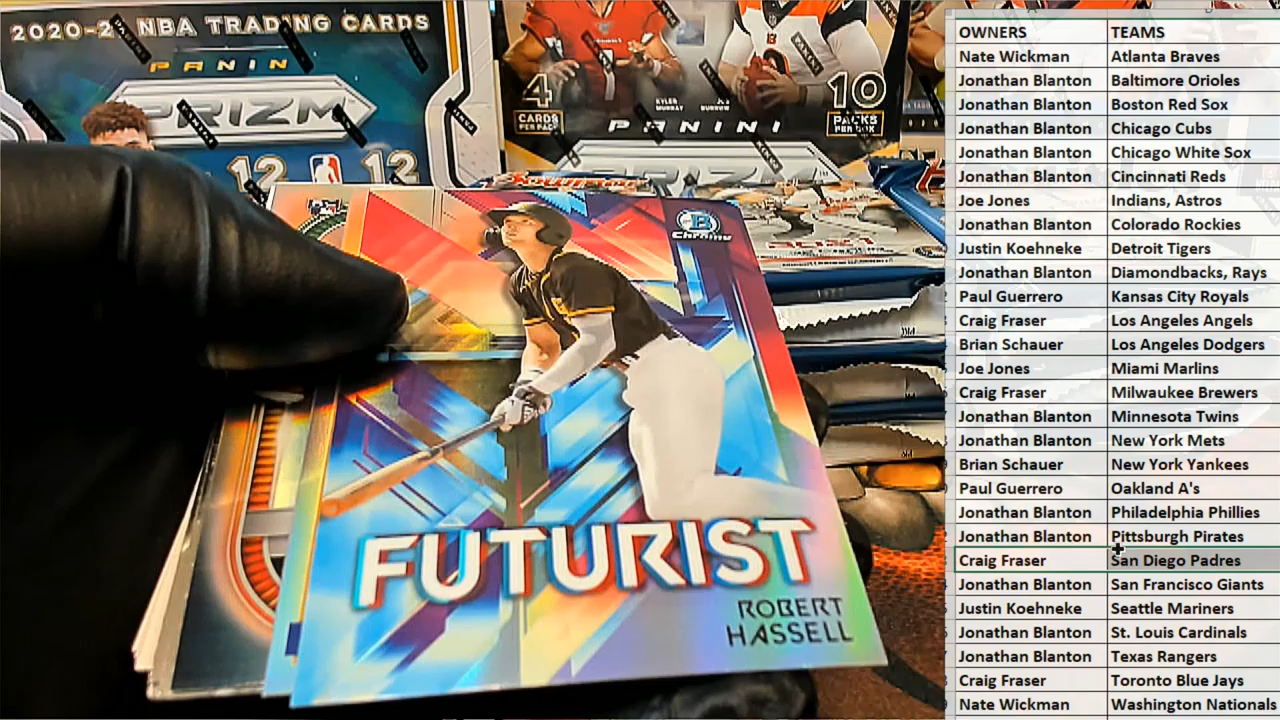 2020-2 NBA TRADING CARDS
PANINI
PRIZM
12
12
4
CARDS
PER PACK
KYLER
MURRAY
PANINI
10
PACKS
PER BOX
PRIZM
B
Chrome
FUTURIST
ROBERT
HASSELL
OWNERS TEAMS
Nate Wickman Atlanta Braves
Jonathan Blanton Baltimore Orioles
Jonathan Blanton Boston Red Sox
Jonathan Blanton Chicago Cubs
Jonathan Blanton Chicago White Sox
Jonathan Blanton Cincinnati Reds
Joe Jones Indians, Astros
Jonathan Blanton Colorado Rockies
Justin Koehneke Detroit Tigers
Jonathan Blanton Diamondbacks, Rays
Paul Guerrero Kansas City Royals
Craig Fraser Los Angeles Angels
Brian Schauer Los Angeles Dodgers
Joe Jones Miami Marlins
Craig Fraser Milwaukee Brewers
Jonathan Blanton Minnesota Twins
Jonathan Blanton New York Mets
Brian Schauer New York Yankees
Paul Guerrero Oakland A's
Jonathan Blanton Philadelphia Phillies
Jonathan Blanton Pittsburgh Pirates
Craig Fraser San Diego Padres
Jonathan Blanton San Francisco Giants
Justin Koehneke Seattle Mariners
Jonathan Blanton St. Louis Cardinals
Jonathan Blanton Texas Rangers
Craig Fraser Toronto Blue Jays
Nate Wickman Washington Nationals